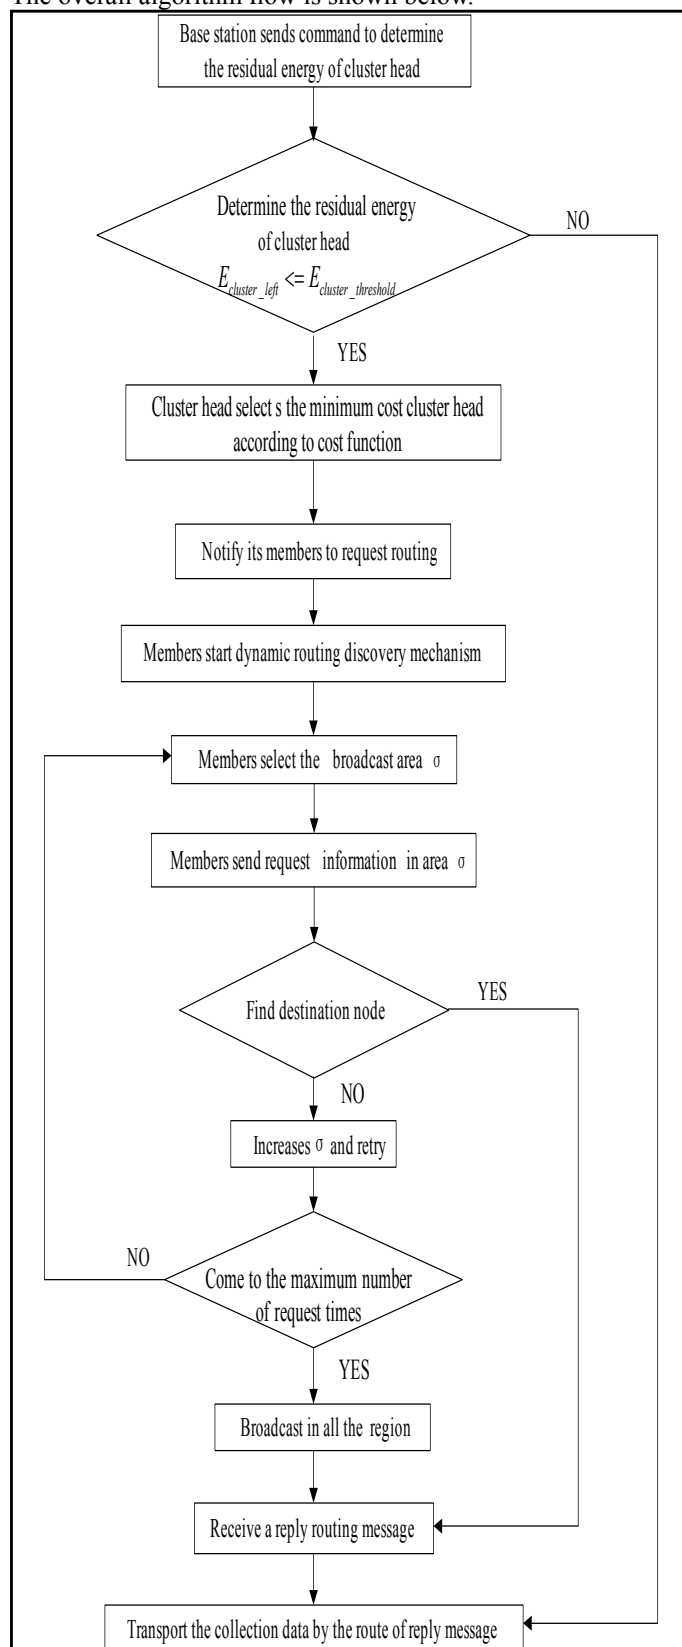 The overall algorithm flow is shown below.
Base station sends command to determine
the residual energy of cluster head
Determine the residual energy
of cluster head
E_cluster_left <= E_cluster_threshold
NO
YES
Cluster head select s the minimum cost cluster head
according to cost function
Notify its members to request routing
Members start dynamic routing discovery mechanism
Members select the broadcast area σ
Members send request information in area σ
Find destination node
YES
NO
Increases σ and retry
NO
Come to the maximum number
of request times
YES
Broadcast in all the region
Receive a reply routing message
Transport the collection data by the route of reply message